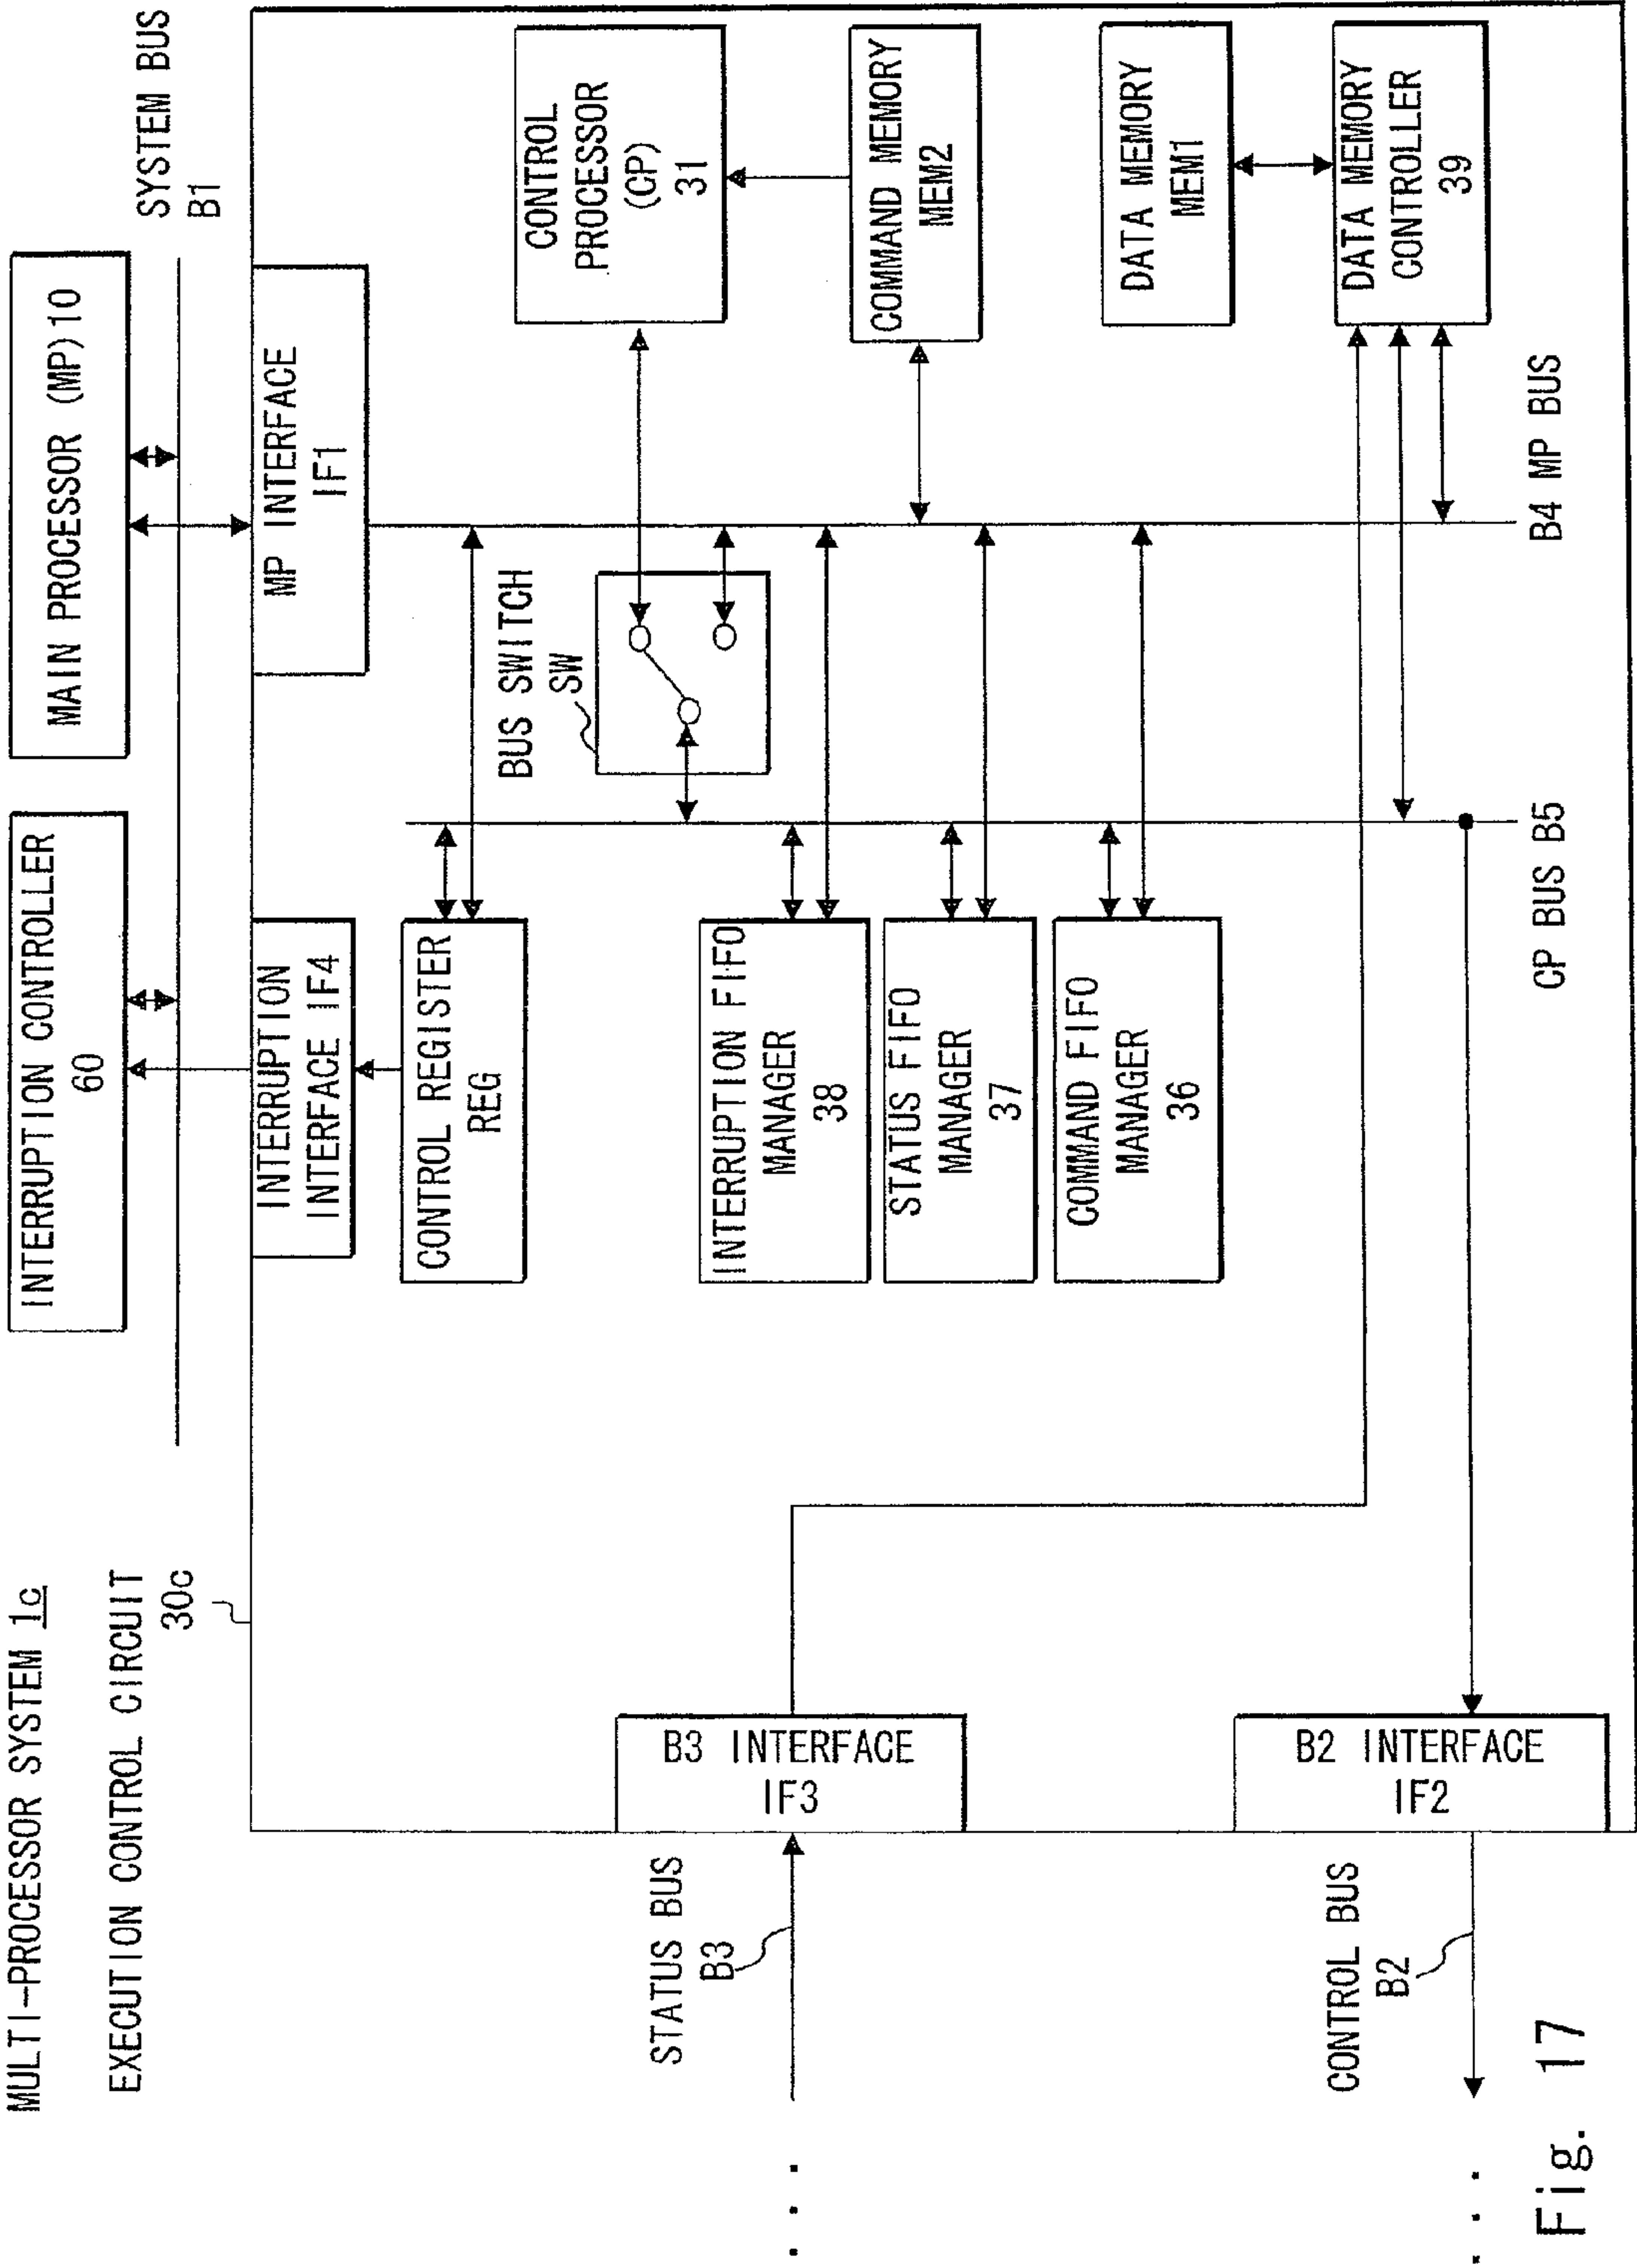 MULTI-PROCESSOR SYSTEM 1c
EXECUTION CONTROL CIRCUIT
30c
INTERRUPTION CONTROLLER
60
MAIN PROCESSOR (MP)10
SYSTEM BUS
B1
INTERRUPTION
INTERFACE IF4
MP INTERFACE
IF1
CONTROL REGISTER
REG
BUS SWITCH
SW
CONTROL
PROCESSOR
(CP)
31
INTERRUPTION FIFO
MANAGER
38
STATUS FIFO
MANAGER
37
COMMAND FIFO
MANAGER
36
COMMAND MEMORY
MEM2
DATA MEMORY
MEM1
DATA MEMORY
CONTROLLER
39
STATUS BUS
B3
B3 INTERFACE
IF3
CONTROL BUS
B2
B2 INTERFACE
IF2
CP BUS B5
B4 MP BUS
Fig. 17